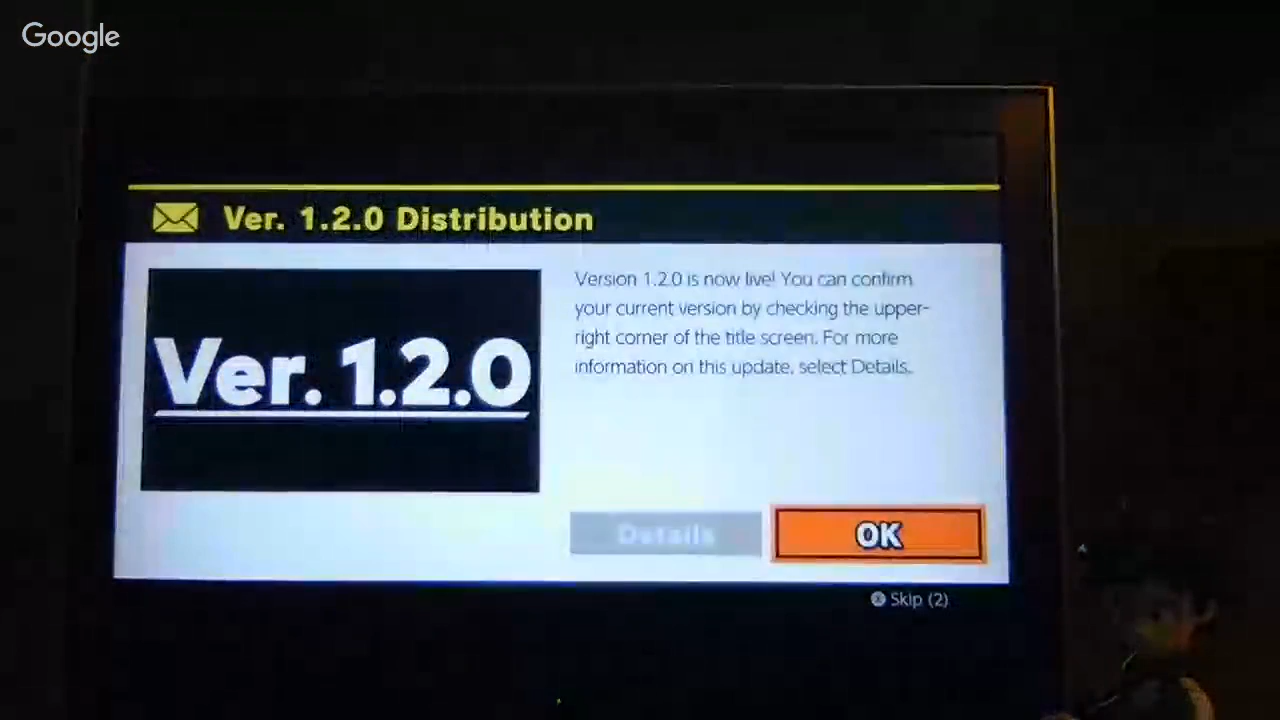 Google
Ver. 1.2.0 Distribution
Ver. 1.2.0
Version 1.2.0 is now live! You can confirm
your current version by checking the upper-
right corner of the title screen. For more
information on this update, select Details.
Details
OK
X Skip (2)